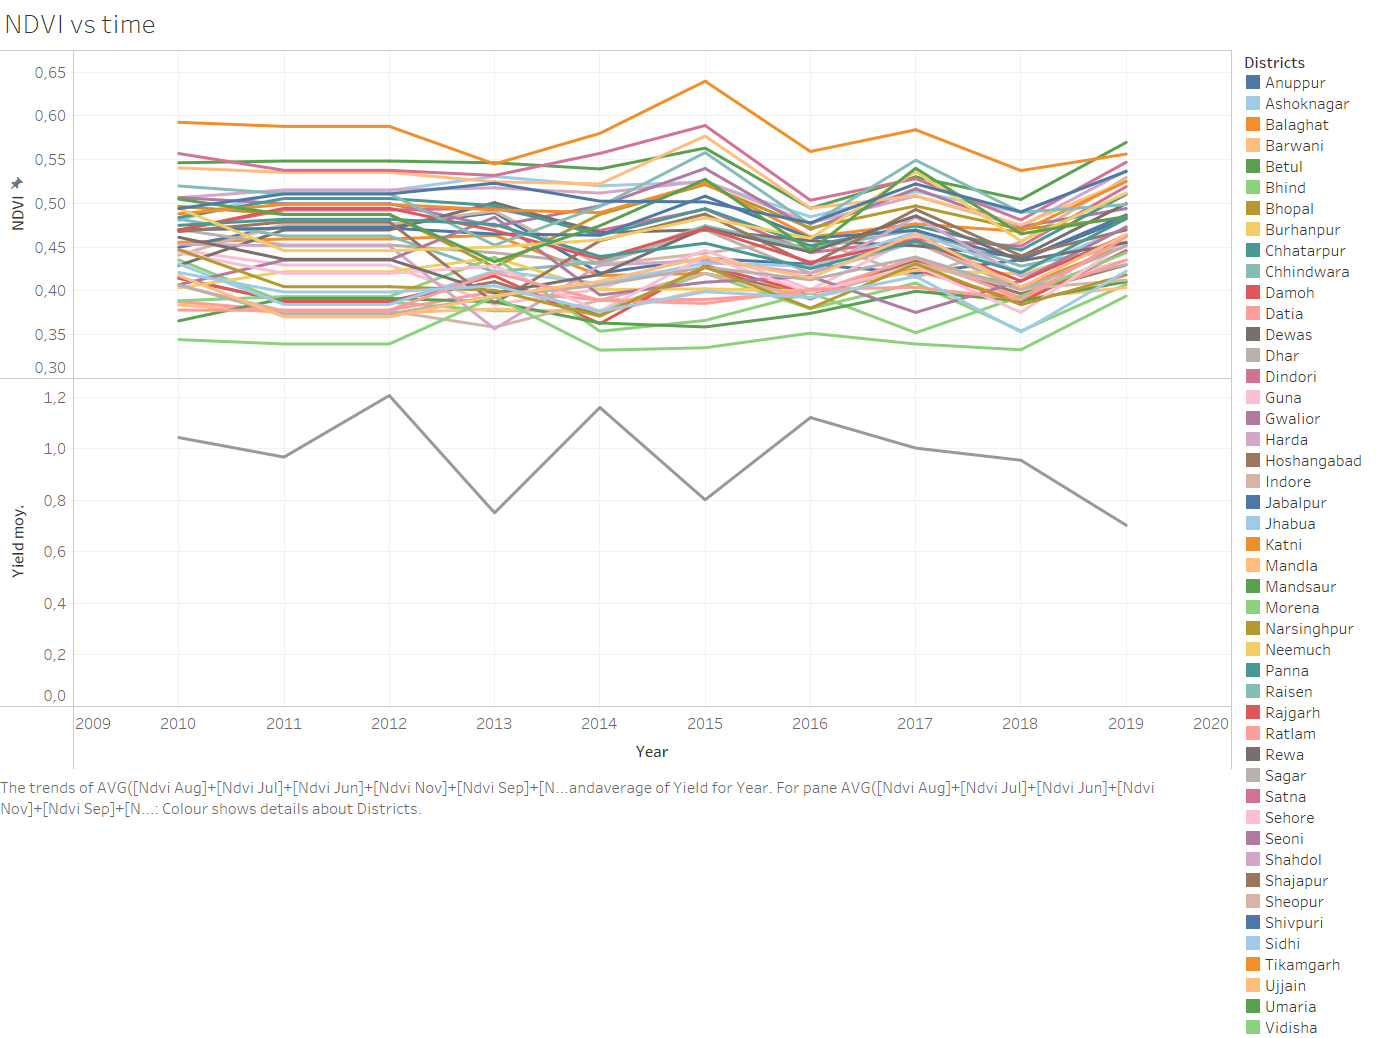 NDVI vs time
0,65
0,60
0,55
0,50
0,45
0,40
0,35
0,30
NDVI
1,2
1,0
0,8
0,6
0,4
0,2
0,0
Yield moy.
2009 2010 2011 2012 2013 2014 2015 2016 2017 2018 2019 2020
Year
Districts
Anuppur
Ashoknagar
Balaghat
Barwani
Betul
Bhind
Bhopal
Burhanpur
Chhatarpur
Chhindwara
Damoh
Datia
Dewas
Dhar
Dindori
Guna
Gwalior
Harda
Hoshangabad
Indore
Jabalpur
Jhabua
Katni
Mandla
Mandsaur
Morena
Narsinghpur
Neemuch
Panna
Raisen
Rajgarh
Ratlam
Rewa
Sagar
Satna
Sehore
Seoni
Shahdol
Shajapur
Sheopur
Shivpuri
Sidhi
Tikamgarh
Ujjain
Umaria
Vidisha
The trends of AVG([Ndvi Aug]+[Ndvi Jul]+[Ndvi Jun]+[Ndvi Nov]+[Ndvi Sep]+[N...andaverage of Yield for Year. For pane AVG([Ndvi Aug]+[Ndvi Jul]+[Ndvi Jun]+[Ndvi
Nov]+[Ndvi Sep]+[N...: Colour shows details about Districts.